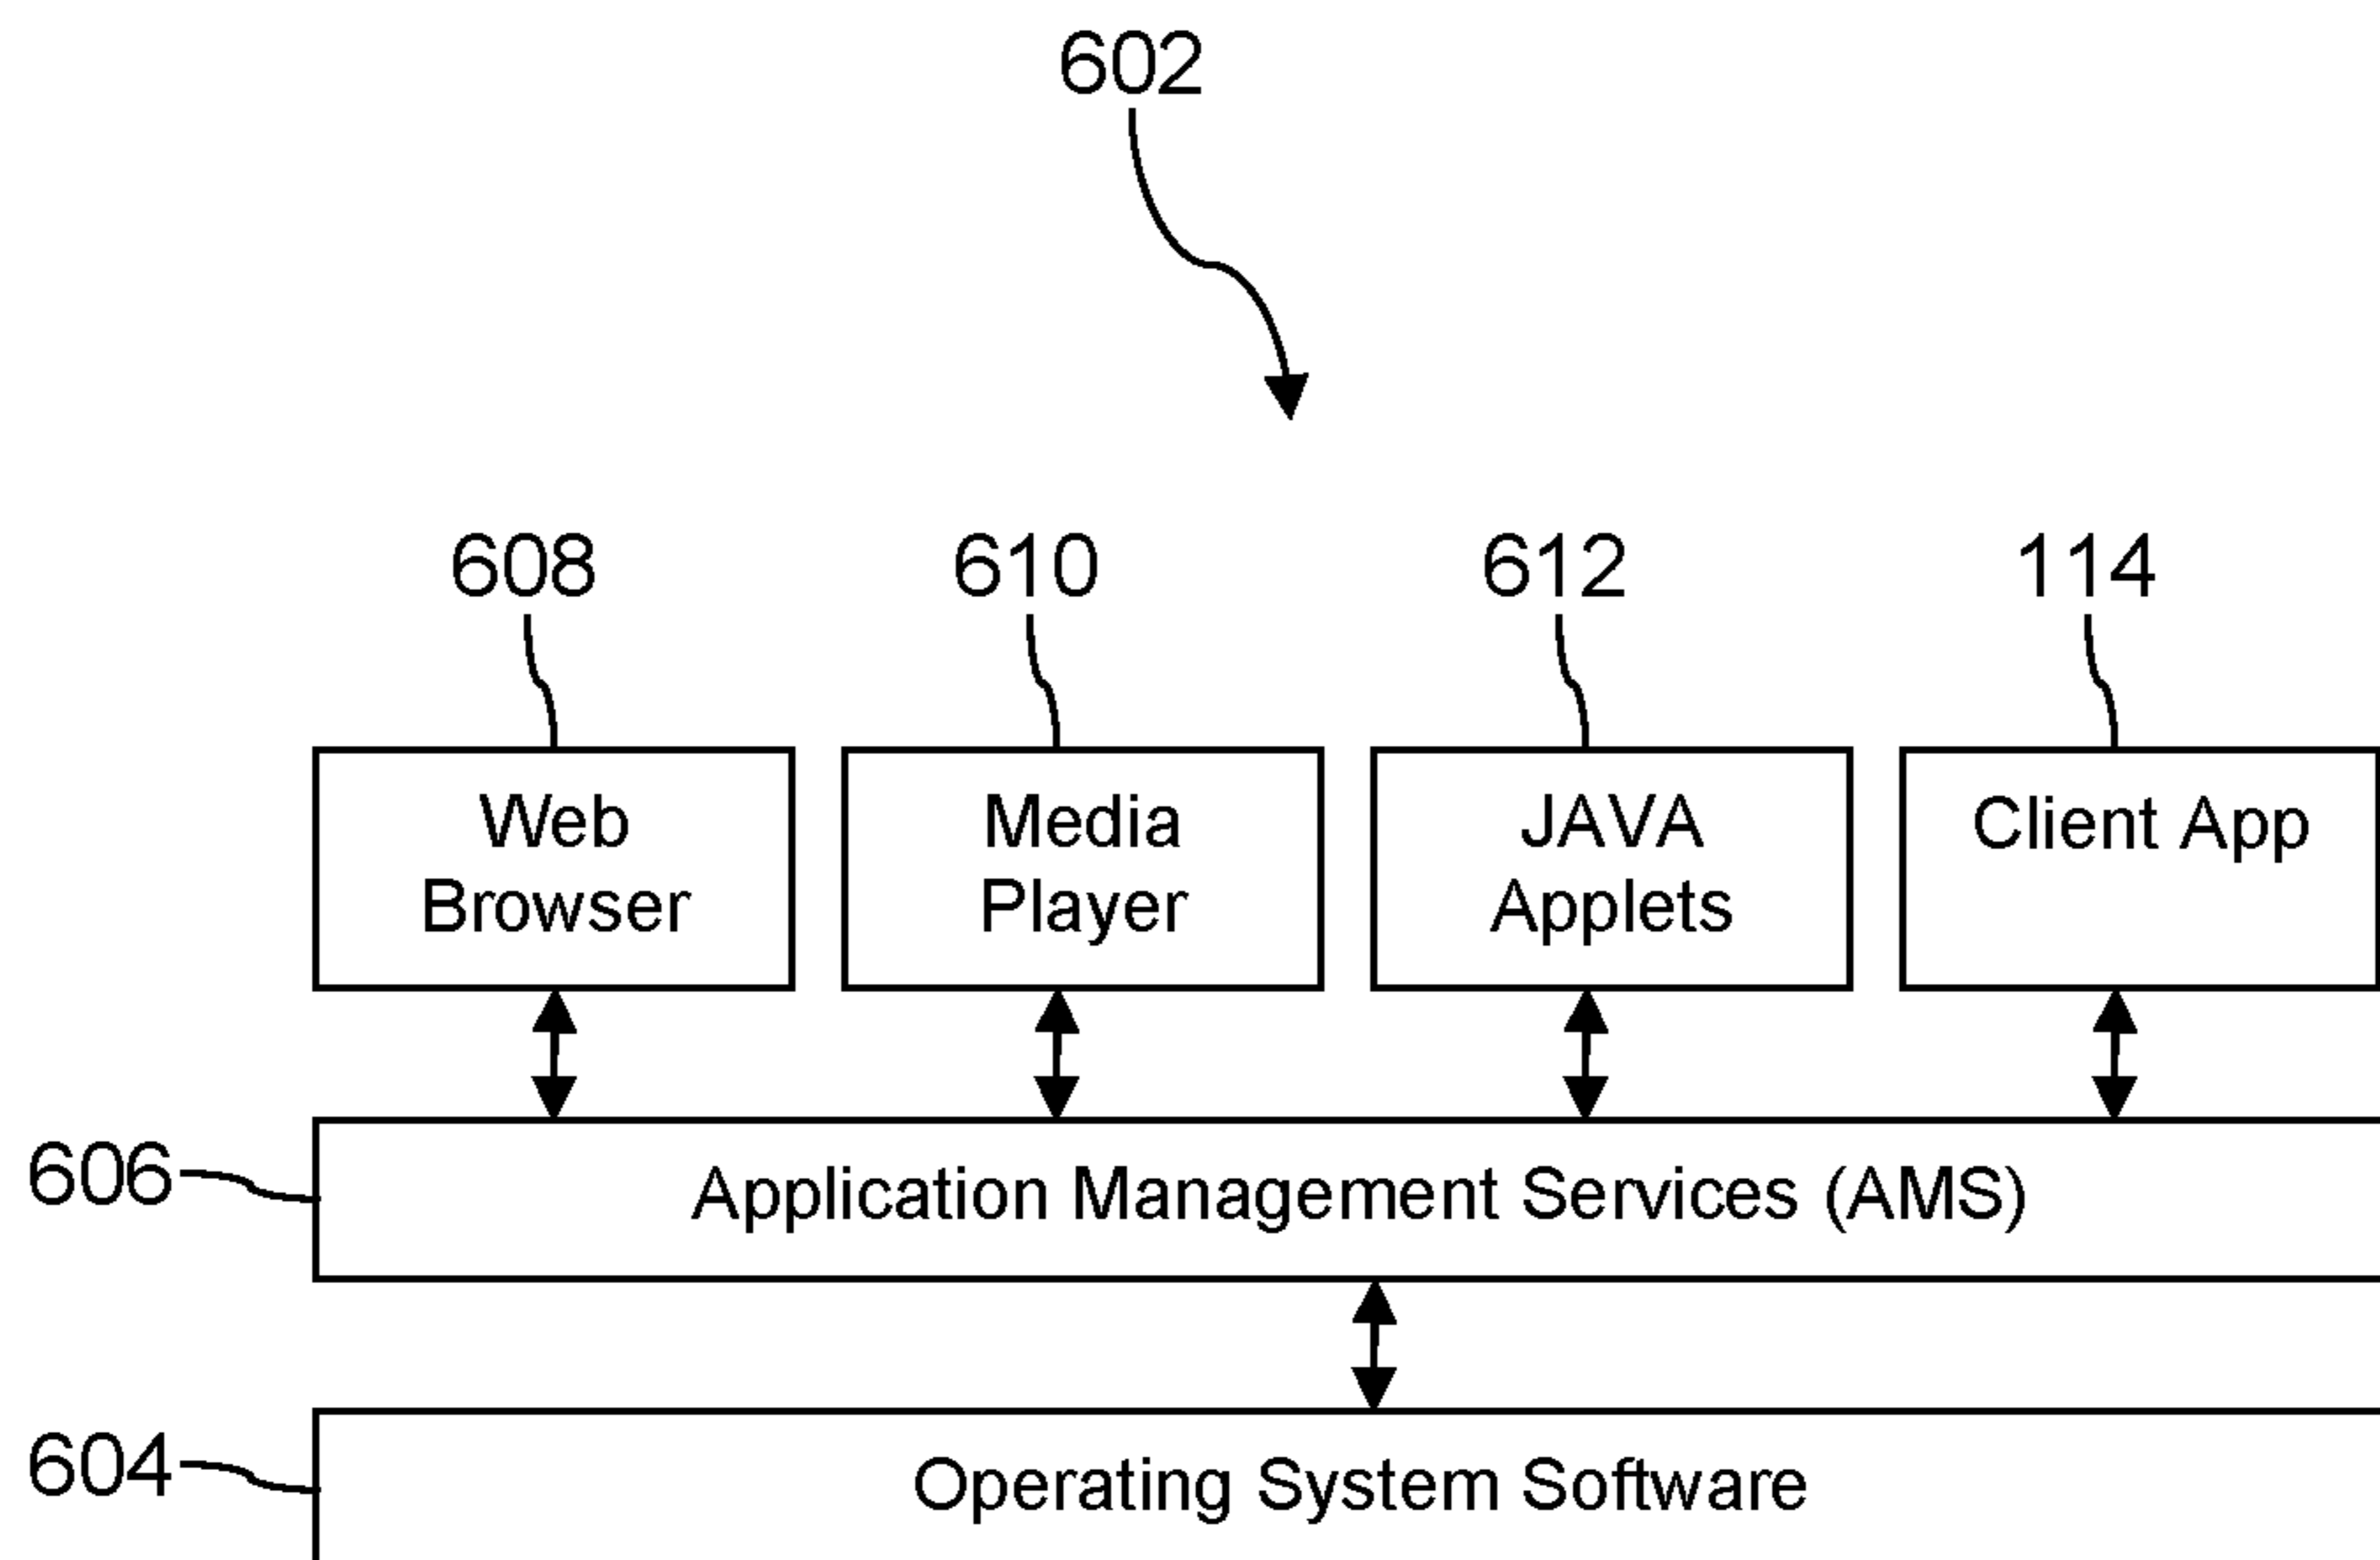 602
608 610 612 114
Web Media JAVA Client App
Browser Player Applets
606 Application Management Services (AMS)
604 Operating System Software